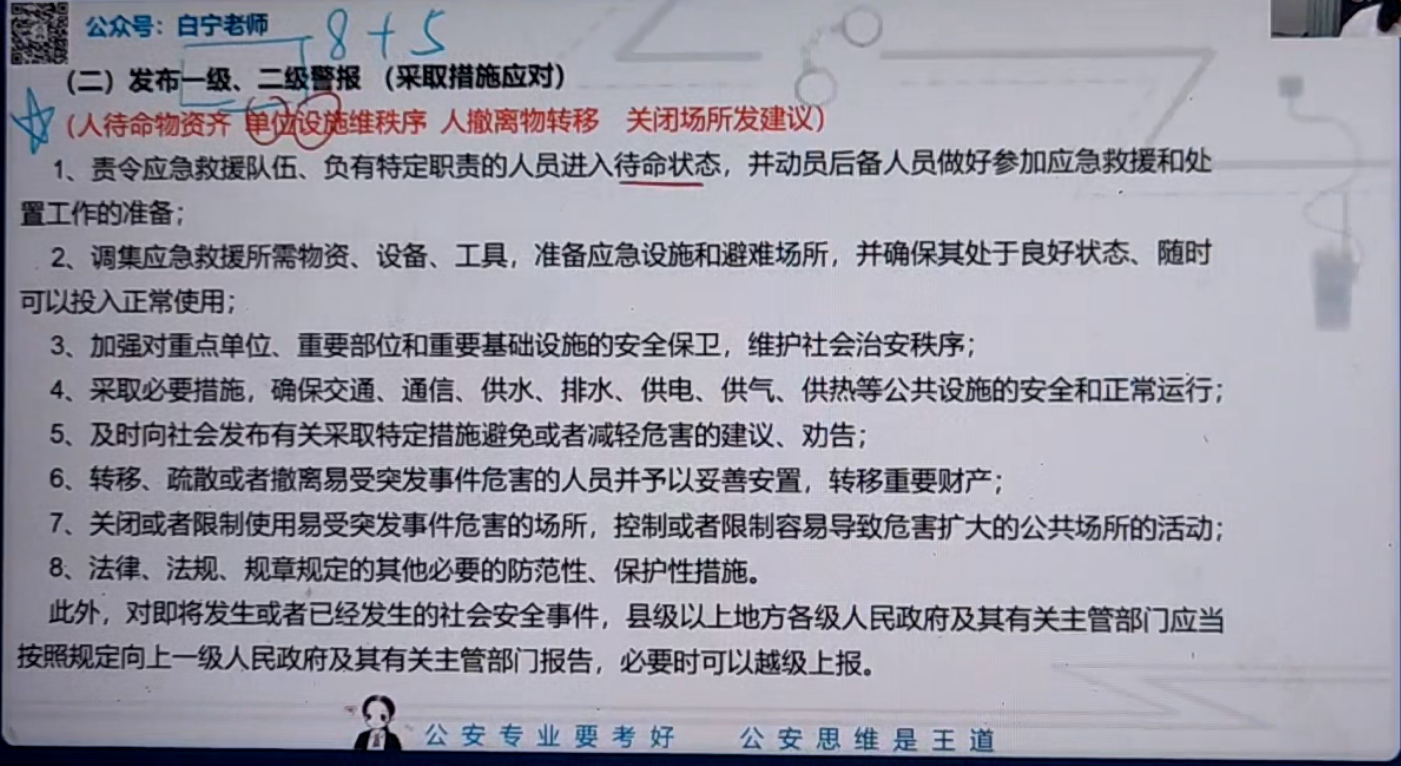 公众号：白宁老师
8+5
（二）发布一级、二级警报 （采取措施应对）
（人待命物资齐 单位设施维秩序 人撤离物转移 关闭场所发建议）
1、责令应急救援队伍、负有特定职责的人员进入待命状态，并动员后备人员做好参加应急救援和处
置工作的准备；
2、调集应急救援所需物资、设备、工具，准备应急设施和避难场所，并确保其处于良好状态、随时
可以投入正常使用；
3、加强对重点单位、重要部位和重要基础设施的安全保卫，维护社会治安秩序；
4、采取必要措施，确保交通、通信、供水、排水、供电、供气、供热等公共设施的安全和正常运行；
5、及时向社会发布有关采取特定措施避免或者减轻危害的建议、劝告；
6、转移、疏散或者撤离易受突发事件危害的人员并予以妥善安置，转移重要财产；
7、关闭或者限制使用易受突发事件危害的场所，控制或者限制容易导致危害扩大的公共场所的活动；
8、法律、法规、规章规定的其他必要的防范性、保护性措施。
此外，对即将发生或者已经发生的社会安全事件，县级以上地方各级人民政府及其有关主管部门应当
按照规定向上一级人民政府及其有关主管部门报告，必要时可以越级上报。
公安专业要考好 公安思维是王道